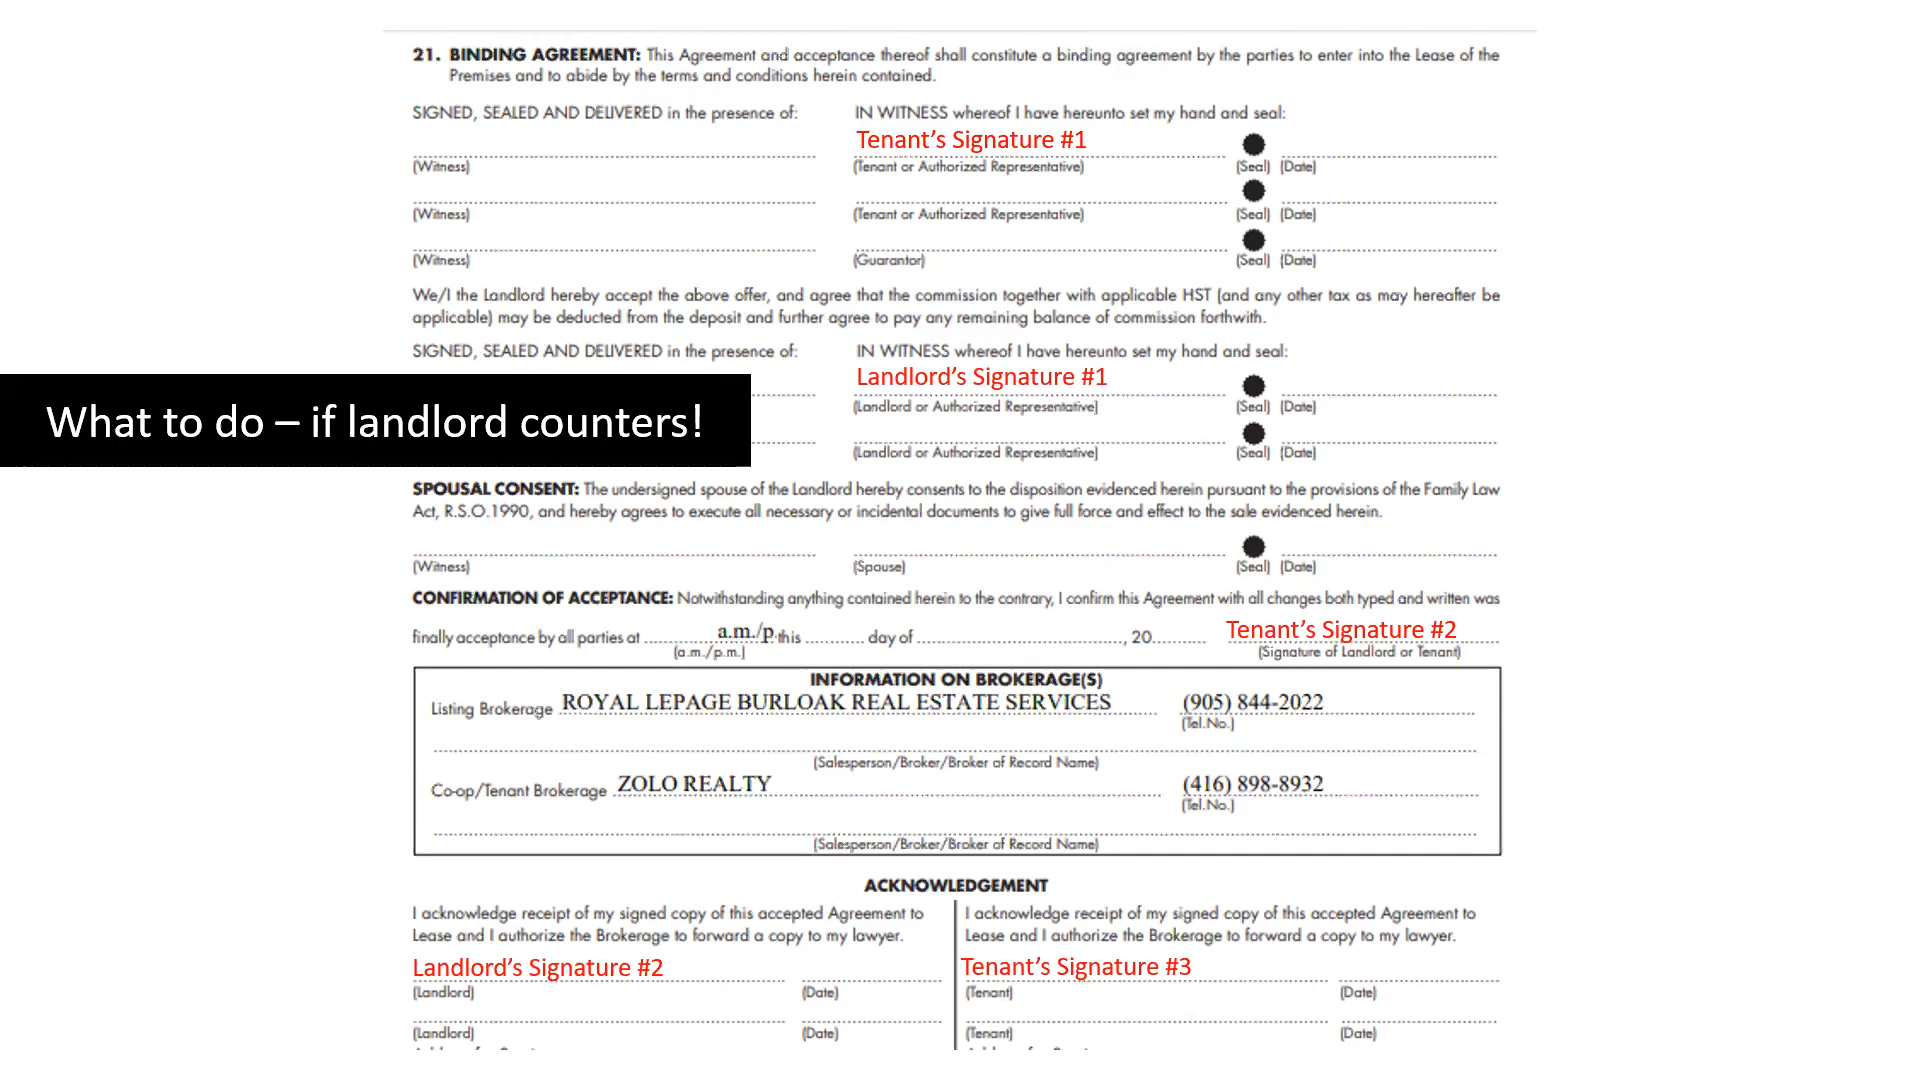 21. BINDING AGREEMENT: This Agreement and acceptance thereof shall constitute a binding agreement by the parties to enter into the Lease of the
Premises and to abide by the terms and conditions herein contained.
SIGNED, SEALED AND DELIVERED in the presence of:
IN WITNESS whereof I have hereunto set my hand and seal:
Tenant's Signature #1
(Witness)
(Tenant or Authorized Representative)
(Seal) (Date)
(Witness)
(Tenant or Authorized Representative)
(Seal) (Date)
(Witness)
(Guarantor)
(Seal) (Date)
We/I the Landlord hereby accept the above offer, and agree that the commission together with applicable HST (and any other tax as may hereafter be
applicable) may be deducted from the deposit and further agree to pay any remaining balance of commission forthwith.
SIGNED, SEALED AND DELIVERED in the presence of:
IN WITNESS whereof I have hereunto set my hand and seal:
Landlord's Signature #1
(Landlord or Authorized Representative)
(Seal) (Date)
What to do – if landlord counters!
(Landlord or Authorized Representative)
(Seal) (Date)
SPOUSAL CONSENT: The undersigned spouse of the Landlord hereby consents to the disposition evidenced herein pursuant to the provisions of the Family Law
Act, R.S.O.1990, and hereby agrees to execute all necessary or incidental documents to give full force and effect to the sale evidenced herein.
(Witness)
(Spouse)
(Seal) (Date)
CONFIRMATION OF ACCEPTANCE: Notwithstanding anything contained herein to the contrary, I confirm this Agreement with all changes both typed and written was
finally acceptance by all parties at a.m./p. this day of , 20 Tenant's Signature #2
(a.m./p.m.)
(Signature of Landlord or Tenant)
INFORMATION ON BROKERAGE(S)
Listing Brokerage ROYAL LEPAGE BURLOAK REAL ESTATE SERVICES (905) 844-2022
(Tel.No.)
(Salesperson/Broker/Broker of Record Name)
Co-op/Tenant Brokerage ZOLO REALTY (416) 898-8932
(Tel.No.)
(Salesperson/Broker/Broker of Record Name)
ACKNOWLEDGEMENT
I acknowledge receipt of my signed copy of this accepted Agreement to
Lease and I authorize the Brokerage to forward a copy to my lawyer.
Landlord's Signature #2
(Landlord) (Date)
(Landlord) (Date)
I acknowledge receipt of my signed copy of this accepted Agreement to
Lease and I authorize the Brokerage to forward a copy to my lawyer.
Tenant's Signature #3
(Tenant) (Date)
(Tenant) (Date)